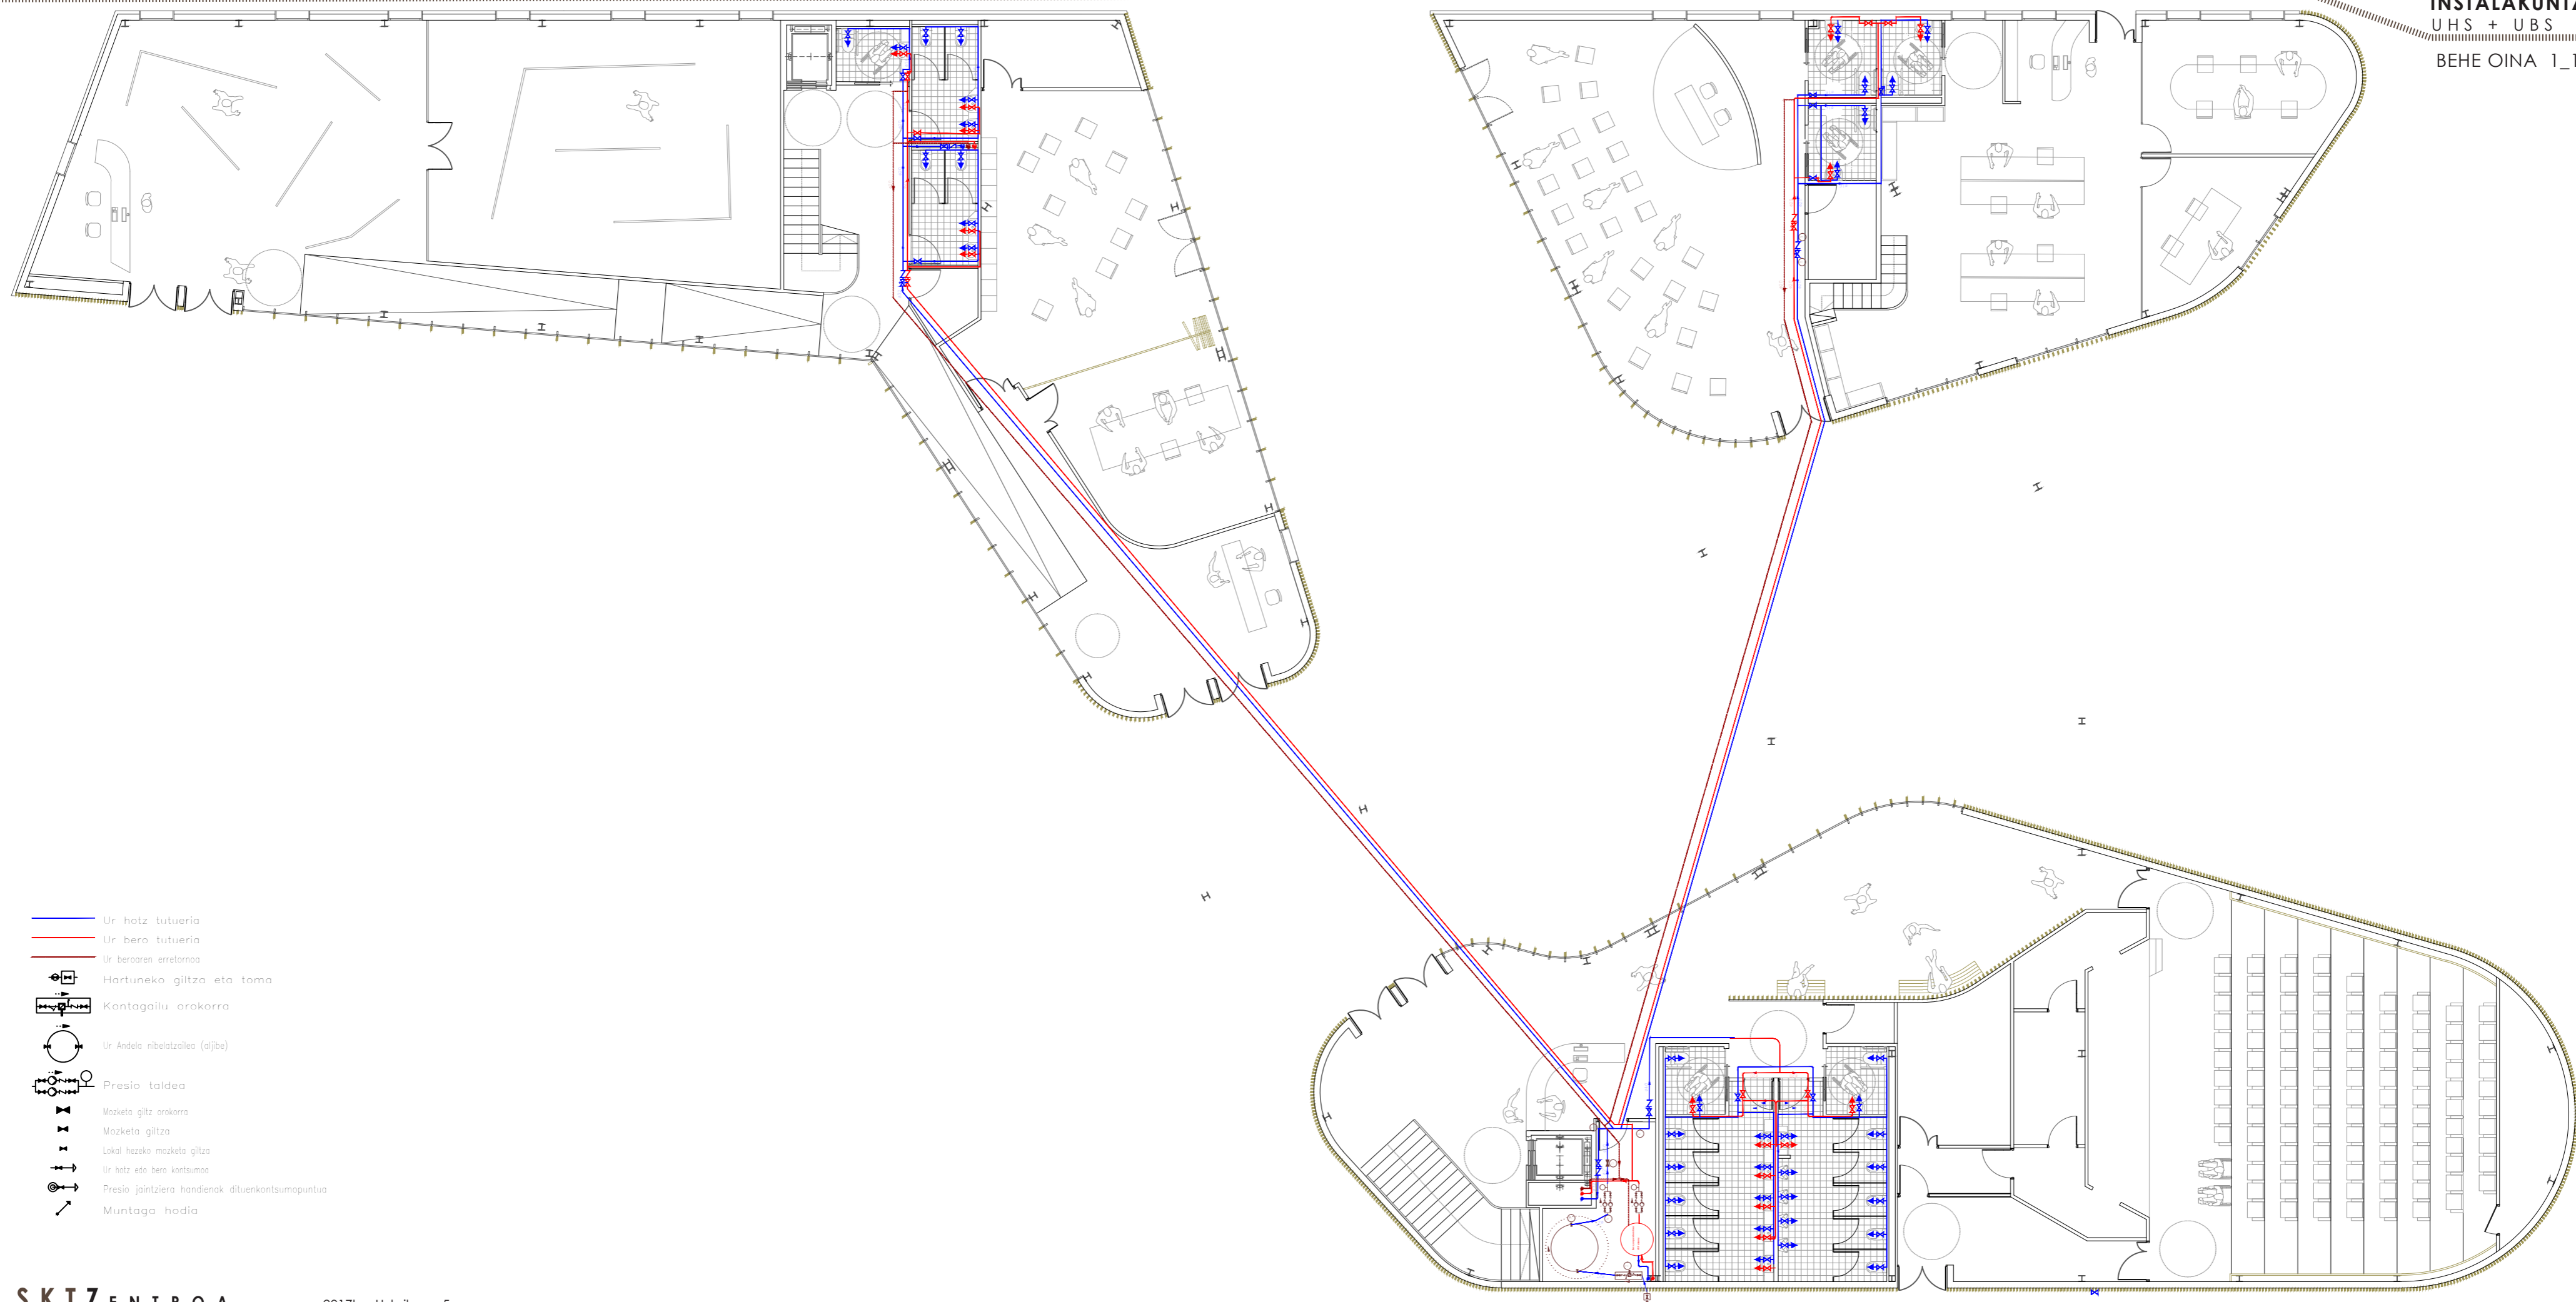 INSTALAKUNTZ
UHS + UBS
BEHE OINA 1_1
Ur hotz tutueria
Ur bero tutueria
Ur beroaren erretornoa
Hartuneko giltza eta toma
Kontagailu orokorra
Ur Andela nibelatzailea (aljibe)
Presio taldea
Mozketa giltz orokorra
Mozketa giltza
Lokal hezeko mozketa giltza
Ur hotz edo bero kontsumoa
Presio jaintziera handienak dituenkontsumopuntua
Muntaga hodia
SKTZENTROA